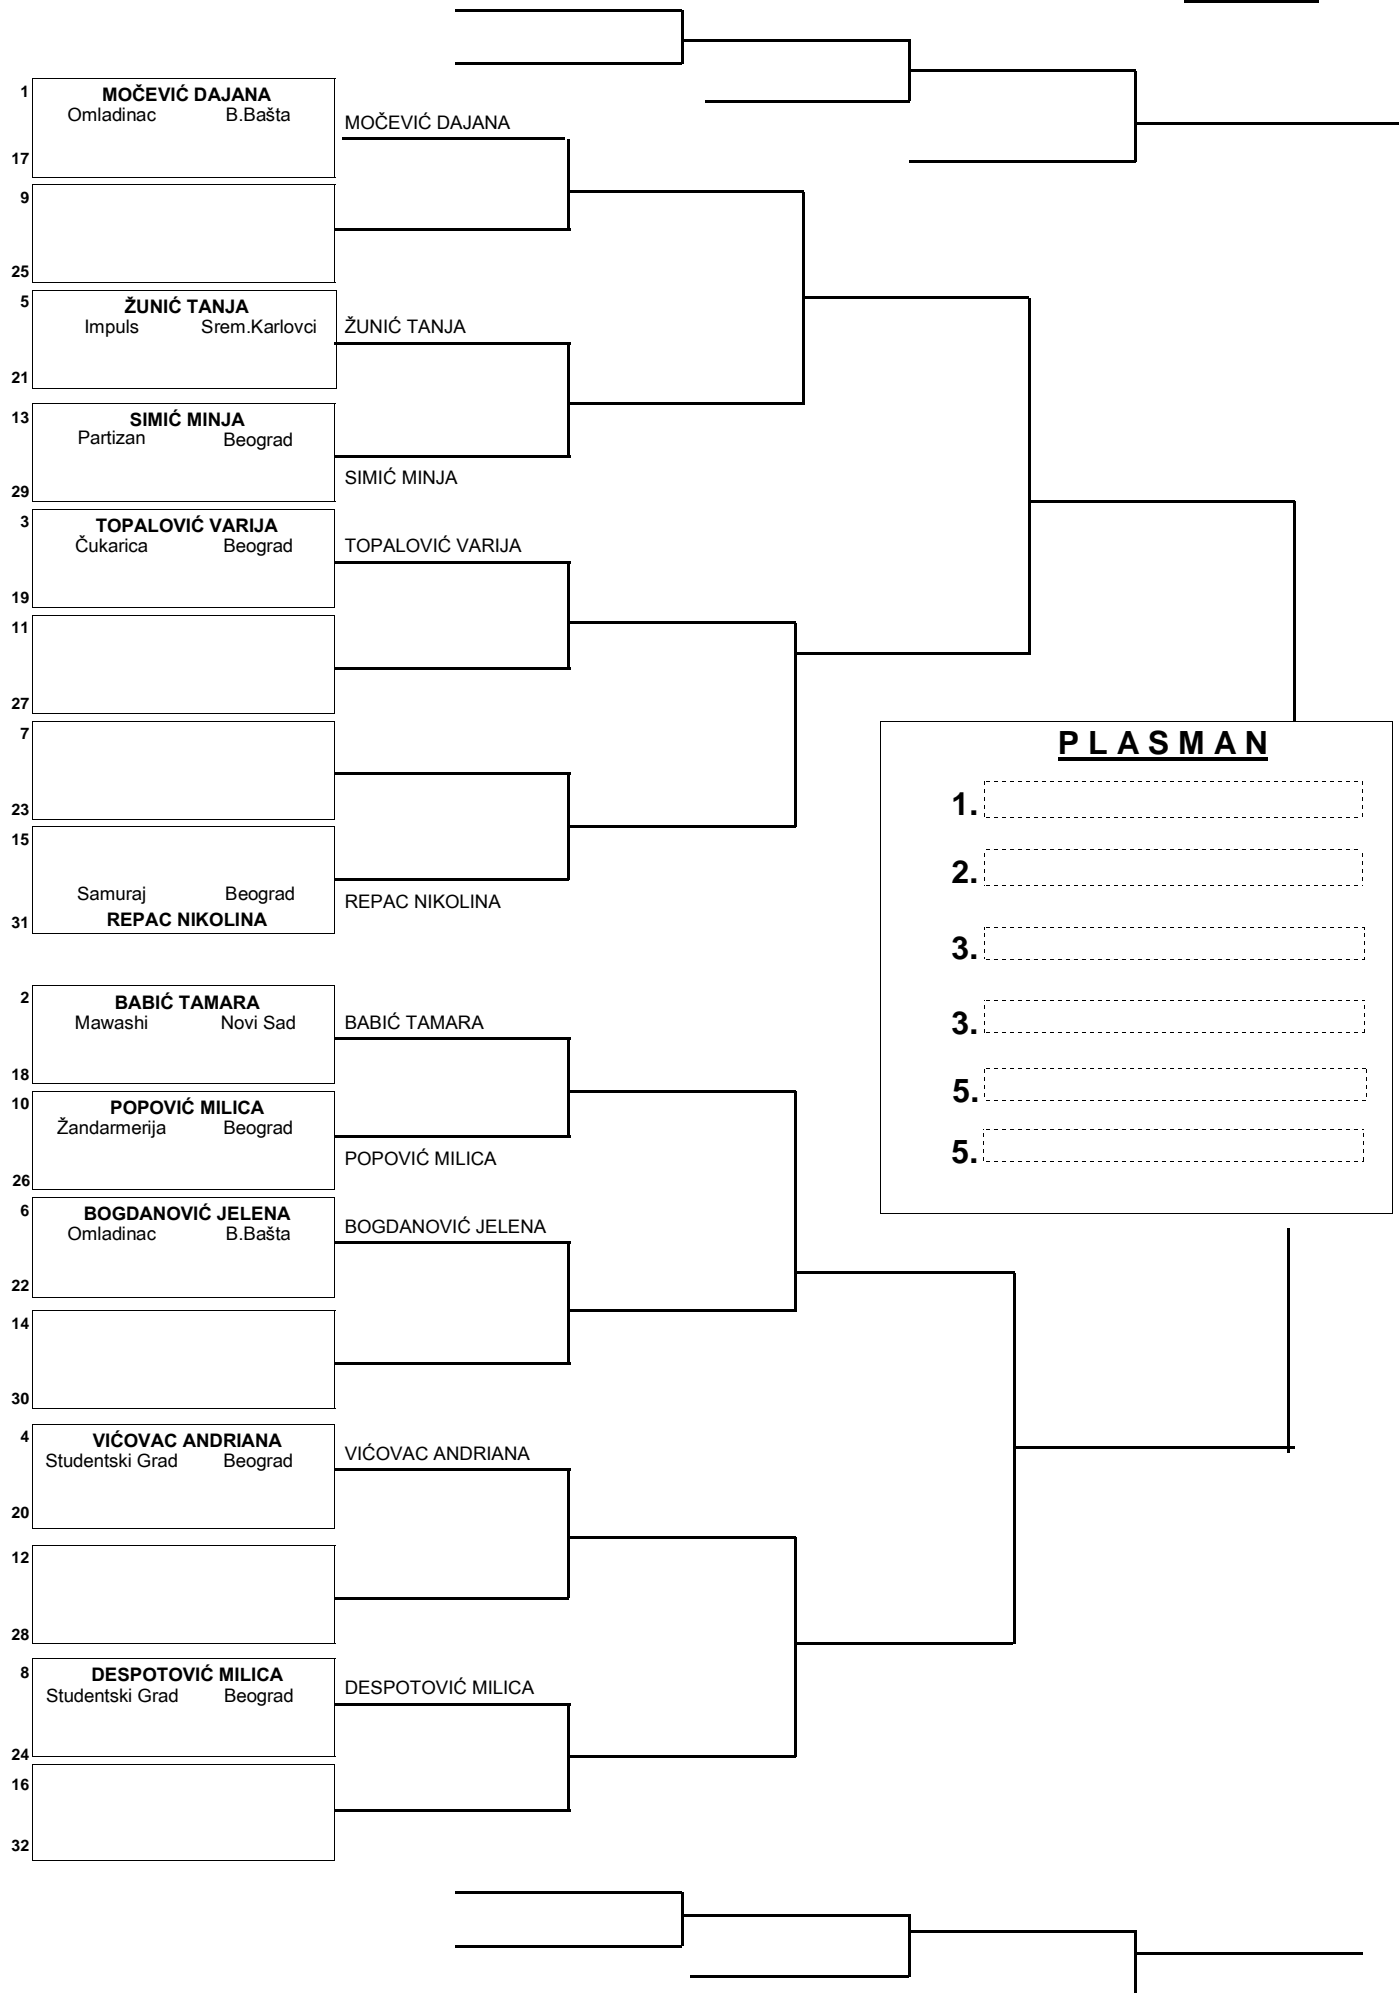 1
MOČEVIĆ DAJANA
Omladinac B.Bašta
MOČEVIĆ DAJANA
17
9
25
5
ŽUNIĆ TANJA
Impuls Srem.Karlovci
ŽUNIĆ TANJA
21
13
SIMIĆ MINJA
Partizan Beograd
SIMIĆ MINJA
29
3
TOPALOVIĆ VARIJA
Čukarica Beograd
TOPALOVIĆ VARIJA
19
11
27
7
23
15
Samuraj Beograd
REPAC NIKOLINA
REPAC NIKOLINA
31
PLASMAN
1.
2.
3.
3.
5.
5.
2
BABIĆ TAMARA
Mawashi Novi Sad
BABIĆ TAMARA
18
10
POPOVIĆ MILICA
Žandarmerija Beograd
POPOVIĆ MILICA
26
6
BOGDANOVIĆ JELENA
Omladinac B.Bašta
BOGDANOVIĆ JELENA
22
14
30
4
VIĆOVAC ANDRIANA
Studentski Grad Beograd
VIĆOVAC ANDRIANA
20
12
28
8
DESPOTOVIĆ MILICA
Studentski Grad Beograd
DESPOTOVIĆ MILICA
24
16
32